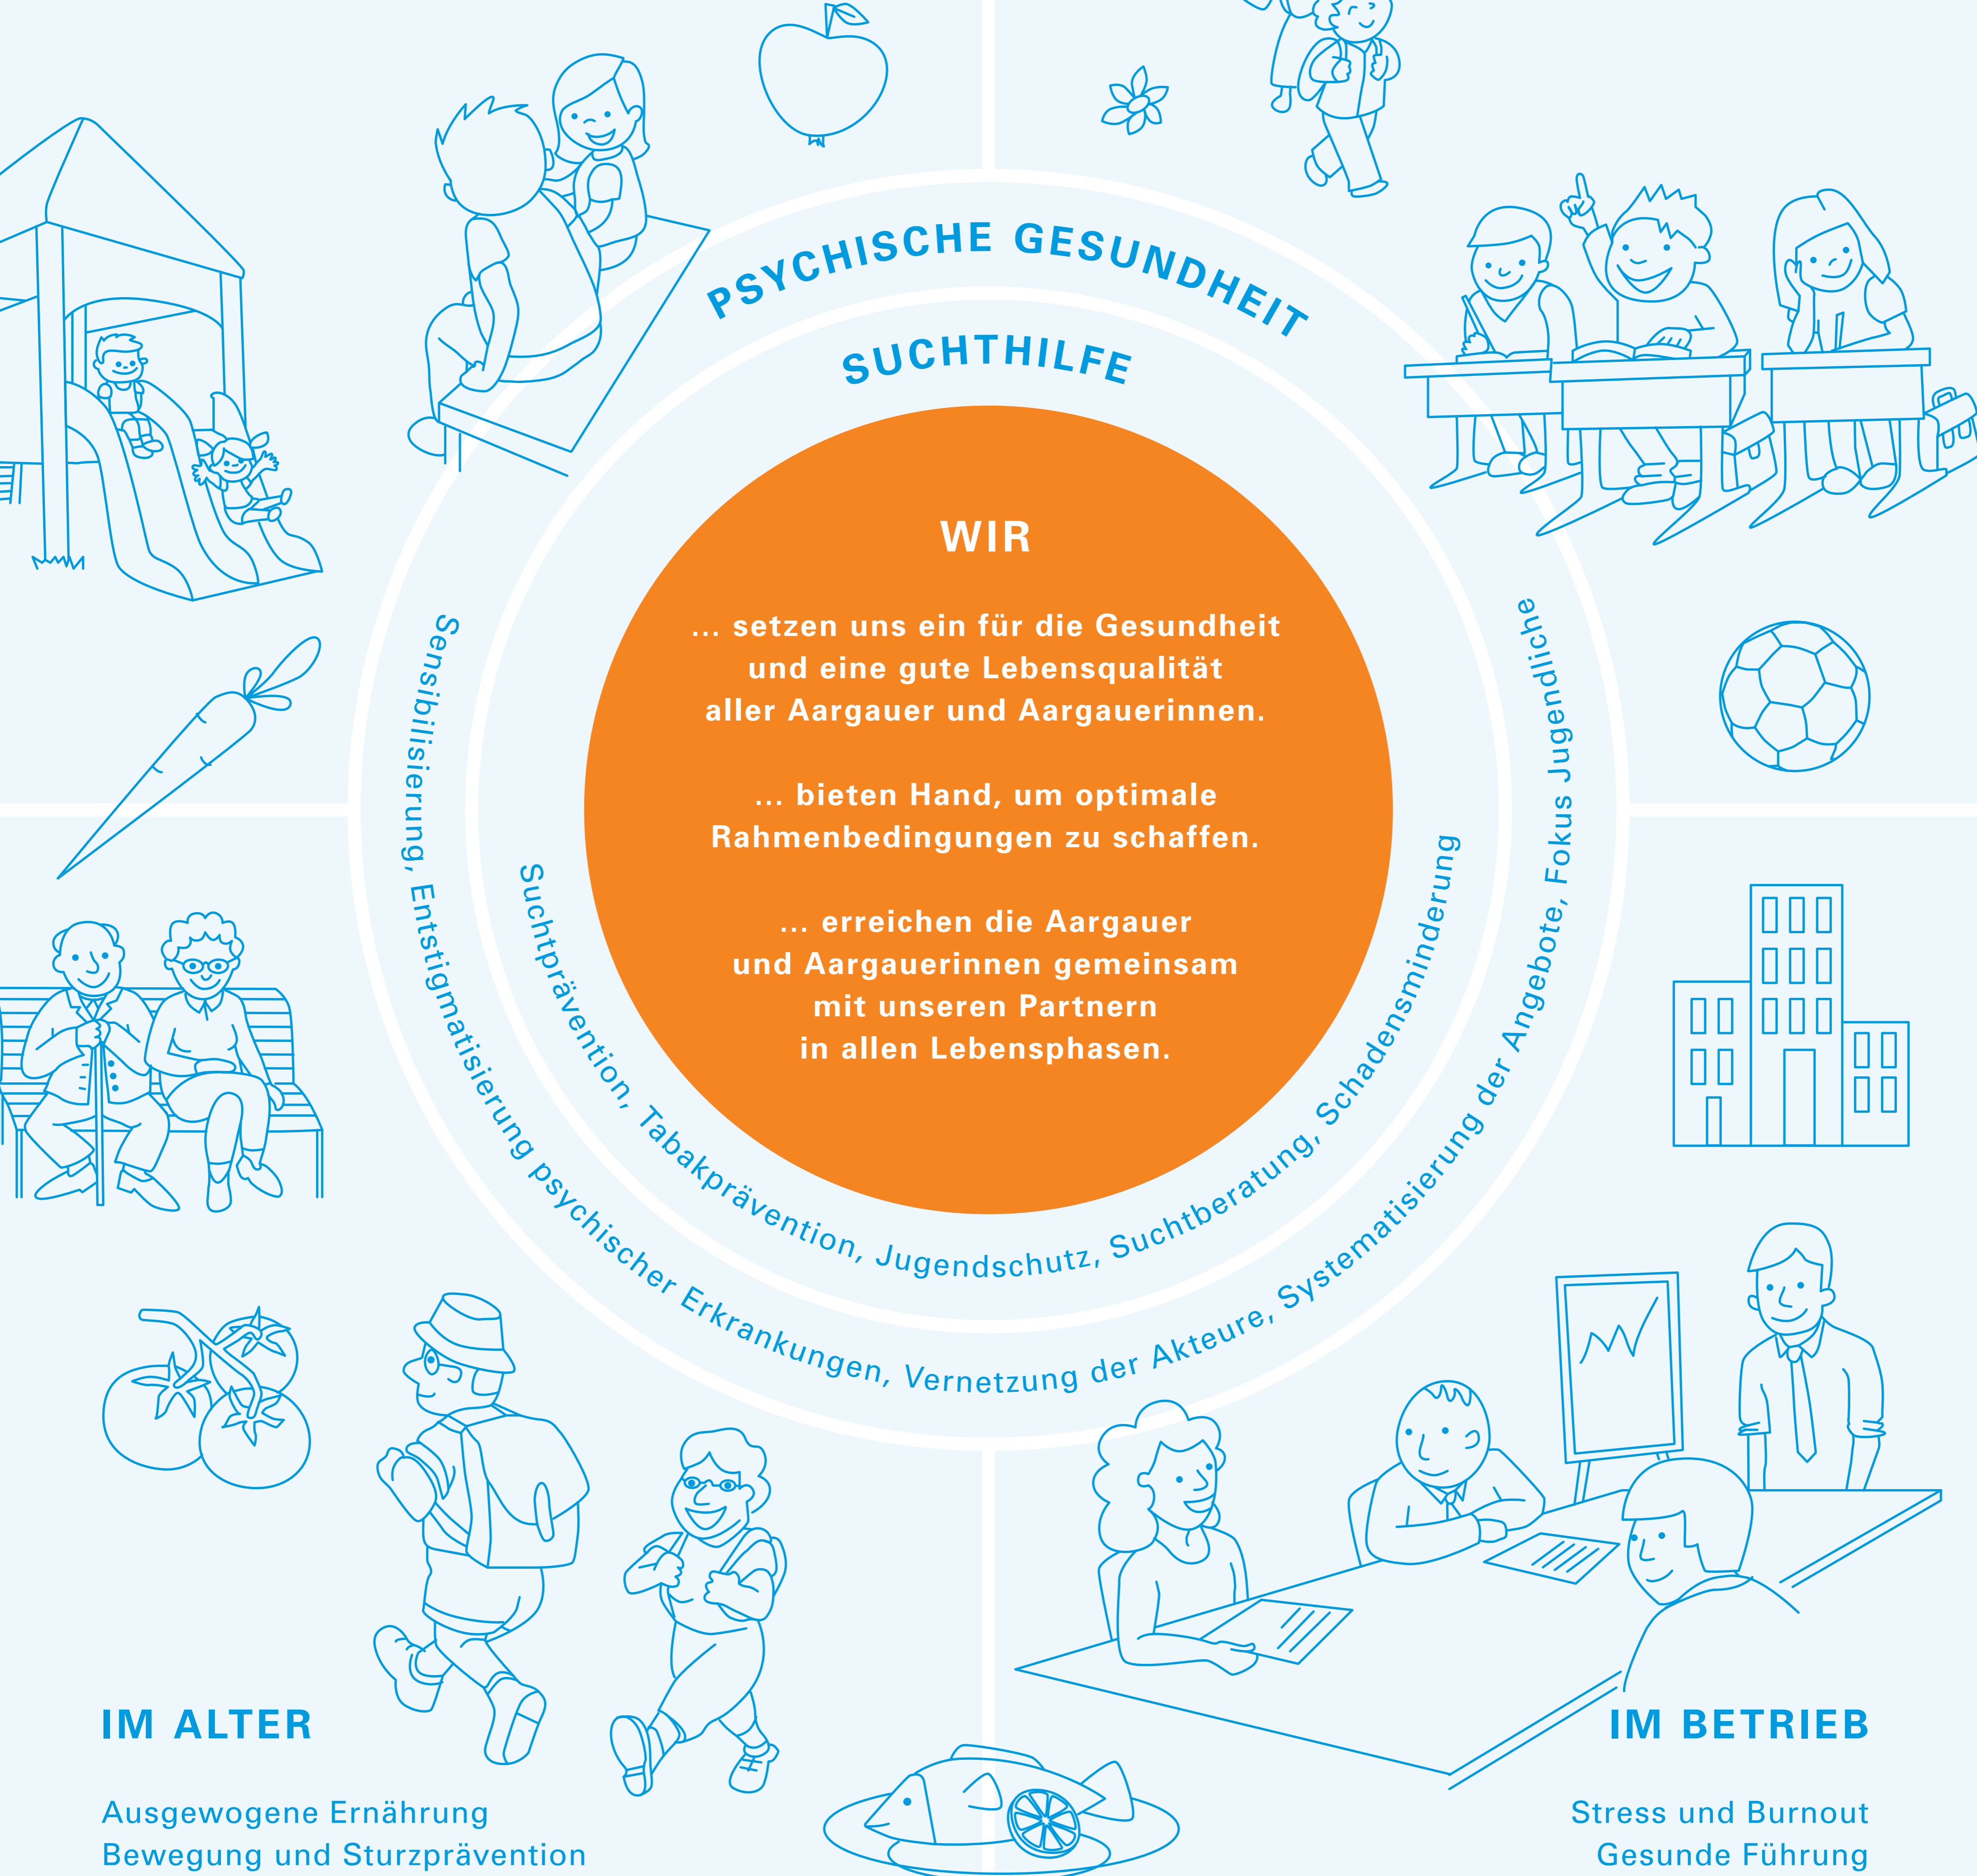 PSYCHISCHE GESUNDHEIT
SUCHTHILFE
WIR
... setzen uns ein für die Gesundheit
und eine gute Lebensqualität
aller Aargauer und Aargauerinnen.
... bieten Hand, um optimale
Rahmenbedingungen zu schaffen.
... erreichen die Aargauer
und Aargauerinnen gemeinsam
mit unseren Partnern
in allen Lebensphasen.
Suchtprävention, Tabakprävention, Jugendschutz, Suchtberatung, Schadensminderung
Sensibilisierung, Entstigmatisierung psychischer Erkrankungen, Vernetzung der Akteure, Systematisierung der Angebote, Fokus Jugendliche
IM ALTER
Ausgewogene Ernährung
Bewegung und Sturzprävention
IM BETRIEB
Stress und Burnout
Gesunde Führung